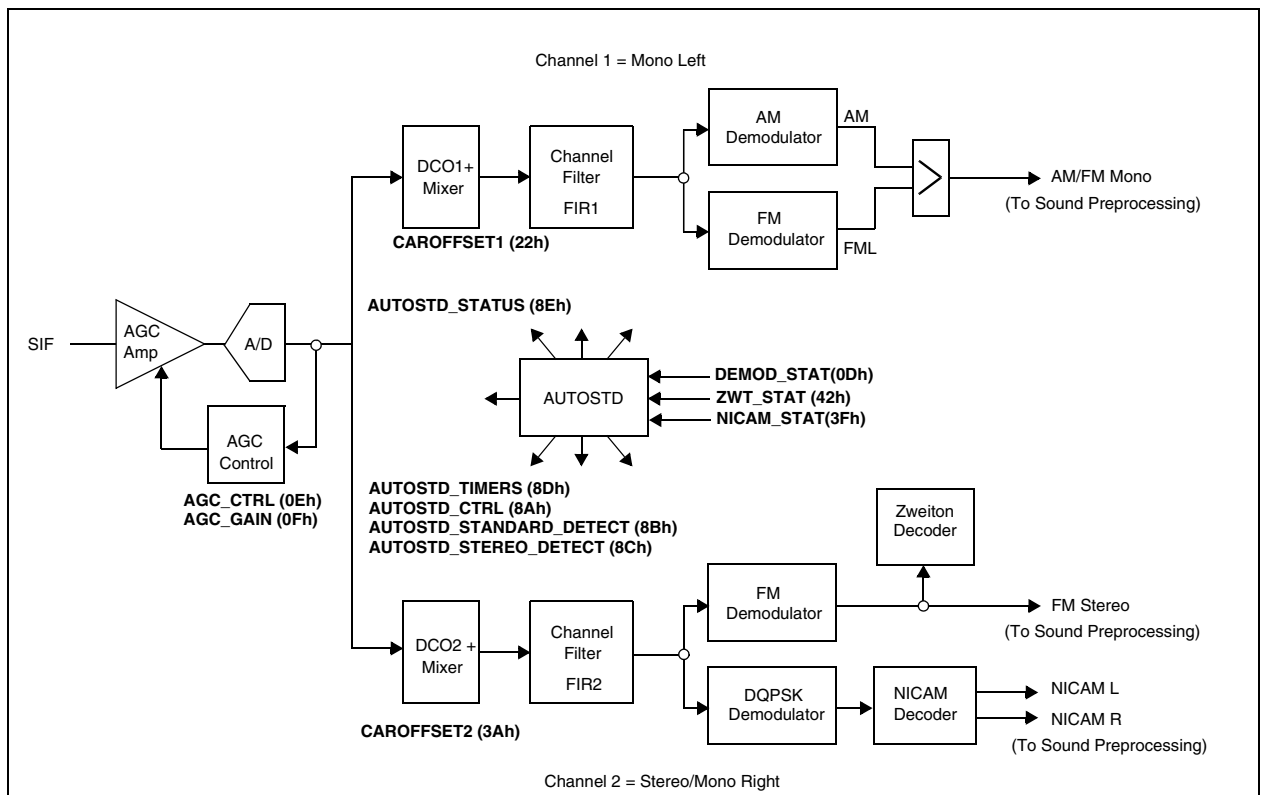 Channel 1 = Mono Left
AM
Demodulator
AM
DCO1+
Mixer
Channel
Filter
FIR1
AM/FM Mono
(To Sound Preprocessing)
FM
Demodulator
FML
CAROFFSET1 (22h)
AUTOSTD_STATUS (8Eh)
SIF
AGC
Amp
A/D
AUTOSTD
DEMOD_STAT(0Dh)
ZWT_STAT (42h)
NICAM_STAT(3Fh)
AGC
Control
AGC_CTRL (0Eh)
AGC_GAIN (0Fh)
AUTOSTD_TIMERS (8Dh)
AUTOSTD_CTRL (8Ah)
AUTOSTD_STANDARD_DETECT (8Bh)
AUTOSTD_STEREO_DETECT (8Ch)
Zweiton
Decoder
FM
Demodulator
FM Stereo
(To Sound Preprocessing)
DCO2 +
Mixer
Channel
Filter
FIR2
DQPSK
Demodulator
NICAM
Decoder
NICAM L
NICAM R
(To Sound Preprocessing)
CAROFFSET2 (3Ah)
Channel 2 = Stereo/Mono Right